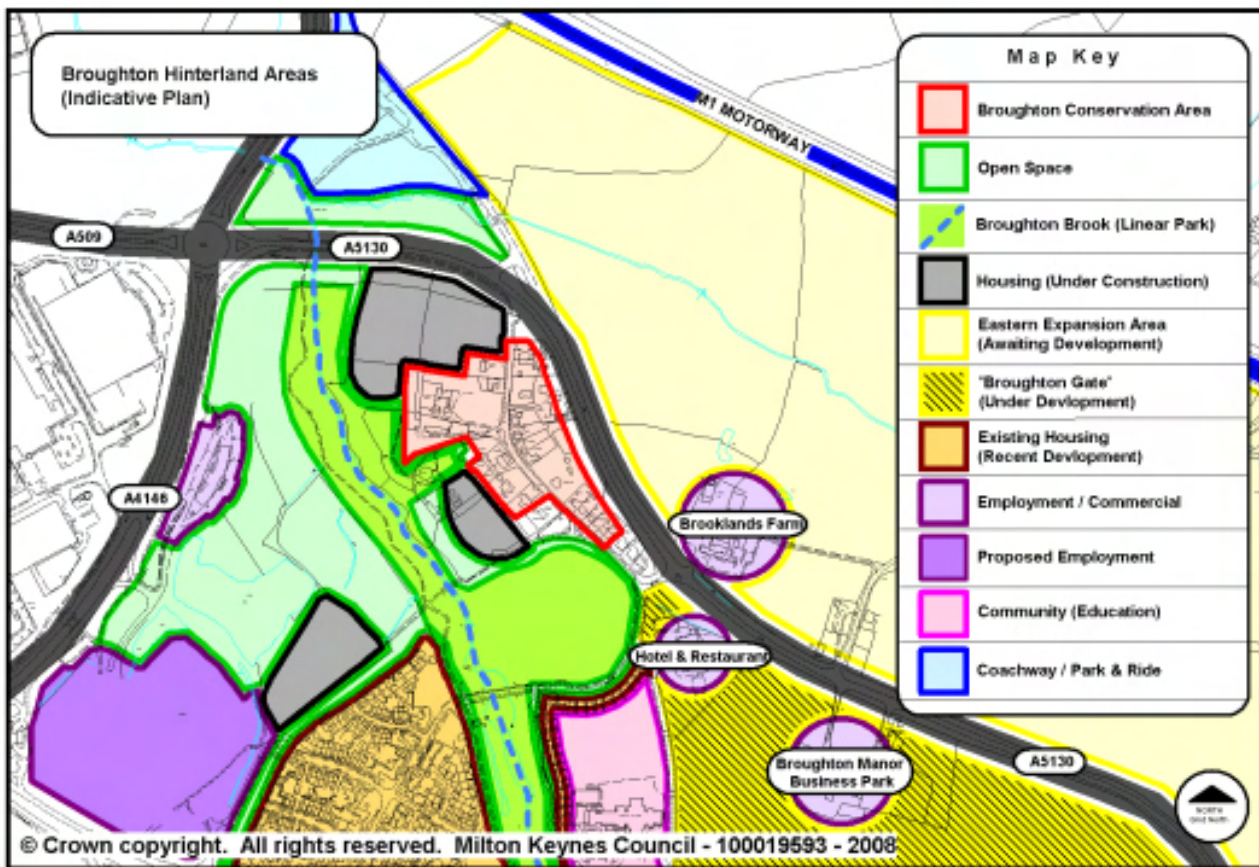 Broughton Hinterland Areas
(Indicative Plan)
M1 MOTORWAY
A509
A5130
A4146
Brooklands Farm
Hotel & Restaurant
Broughton Manor
Business Park
A5130
Map Key
Broughton Conservation Area
Open Space
Broughton Brook (Linear Park)
Housing (Under Construction)
Eastern Expansion Area
(Awaiting Development)
"Broughton Gate"
(Under Devlopment)
Existing Housing
(Recent Devlopment)
Employment / Commercial
Proposed Employment
Community (Education)
Coachway / Park & Ride
NORTH
Grid North
© Crown copyright. All rights reserved. Milton Keynes Council - 100019593 - 2008